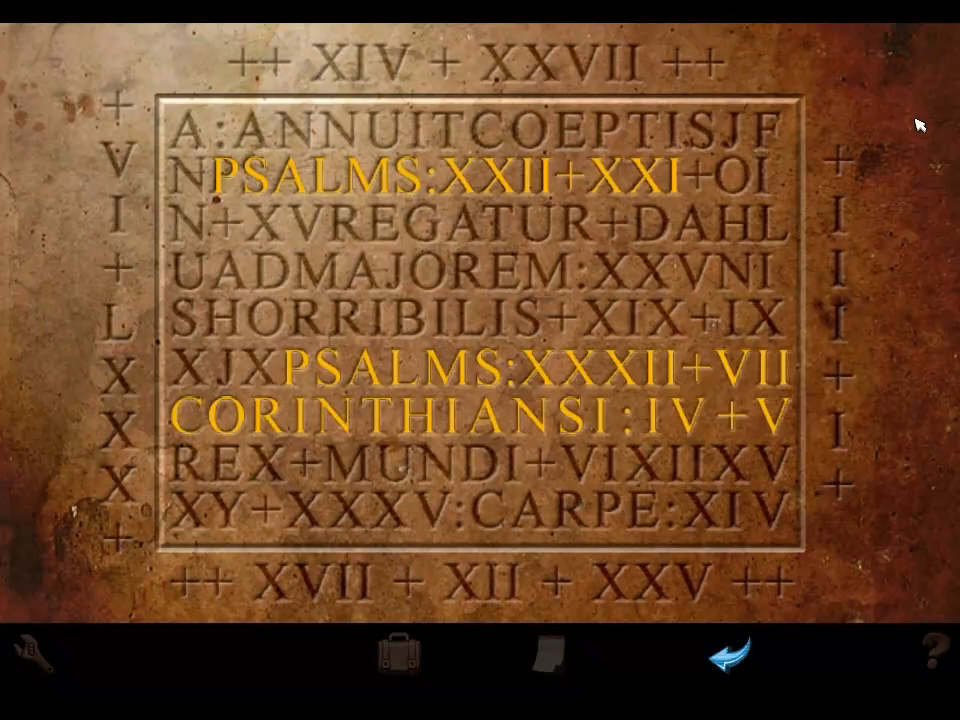 ++ XIV + XXVII ++
+ V I + L X X X +
A:ANNUITCOEPTISJF
NPSALMS:XXII+XXI+OI
N+XVREGATUR+DAHL
UADMAJOREM:XXVNI
SHORRIBILIS+XIX+IX
XJXPSALMS:XXXII+VII
CORINTHIANSI:IV+V
REX+MUNDI+VIXIIXV
XY+XXXV:CARPE:XIV
+ I I I + I +
++ XVII + XII + XXV ++
?